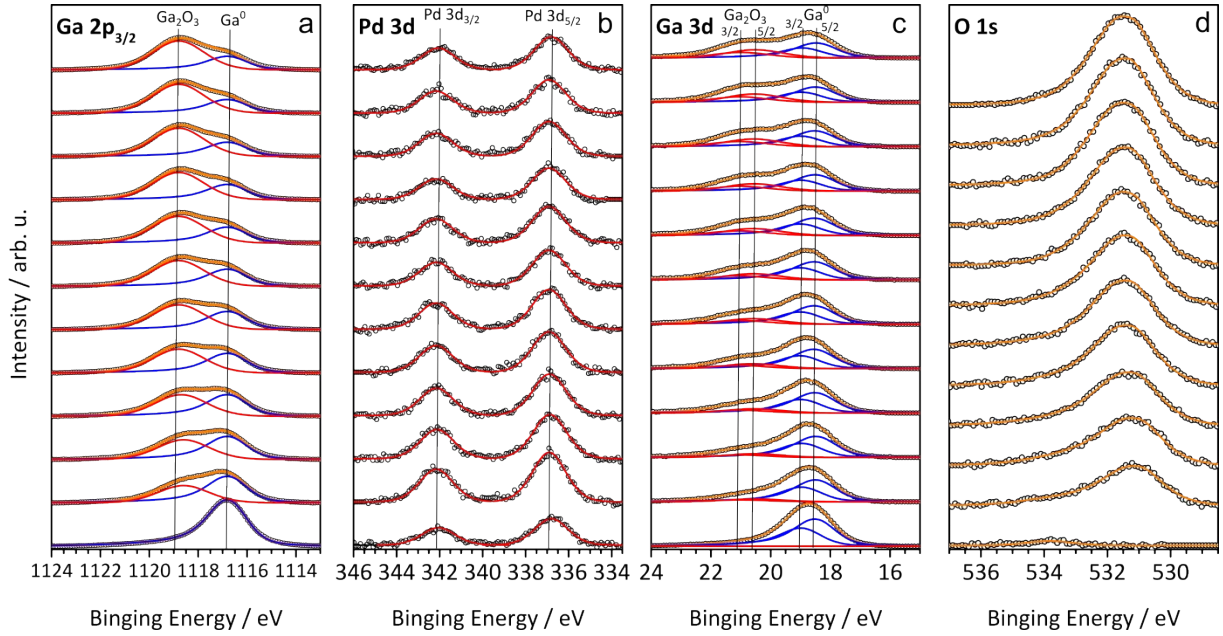 Ga 2p3/2
Ga2O3
Ga0
a
Pd 3d
Pd 3d3/2
Pd 3d5/2
b
Ga 3d
Ga2O3
3/2
5/2
Ga0
3/2
5/2
c
O 1s
d
Intensity / arb. u.
1124 1122 1120 1118 1116 1114
346 344 342 340 338 336 334
24 22 20 18 16
536 534 532 530
Binging Energy / eV
Binging Energy / eV
Binging Energy / eV
Binging Energy / eV